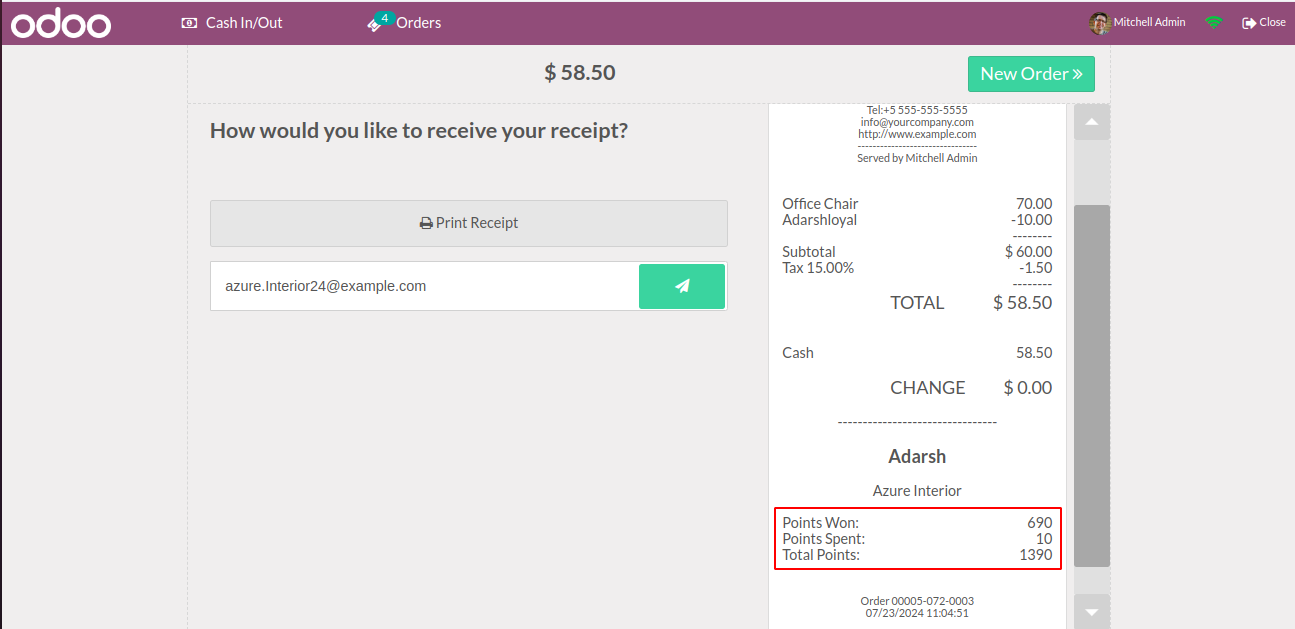 odoo Cash In/Out 4 Orders Mitchell Admin Close
$ 58.50 New Order »
How would you like to receive your receipt?
Print Receipt
azure.Interior24@example.com
Tel:+5 555-555-5555
info@yourcompany.com
http://www.example.com
--------------------------------
Served by Mitchell Admin
Office Chair 70.00
Adarshloyal -10.00
--------
Subtotal $ 60.00
Tax 15.00% -1.50
--------
TOTAL $ 58.50
Cash 58.50
CHANGE $ 0.00
--------------------------------
Adarsh
Azure Interior
Points Won: 690
Points Spent: 10
Total Points: 1390
Order 00005-072-0003
07/23/2024 11:04:51